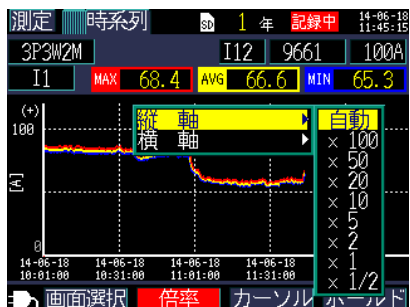 測定 時系列 SD 1 年 記録中 14-06-18 11:45:15
3P3W2M I12 9661 100A
I1 MAX 68.4 AVG 66.6 MIN 65.3
(+)
100
[A]
0
縦 軸
横 軸
自動
× 100
× 50
× 20
× 10
× 5
× 2
× 1
× 1/2
14-06-18 14-06-18 14-06-18 14-06-18
10:01:00 10:31:00 11:01:00 11:31:00
画面選択 倍率 カーソル ホールド